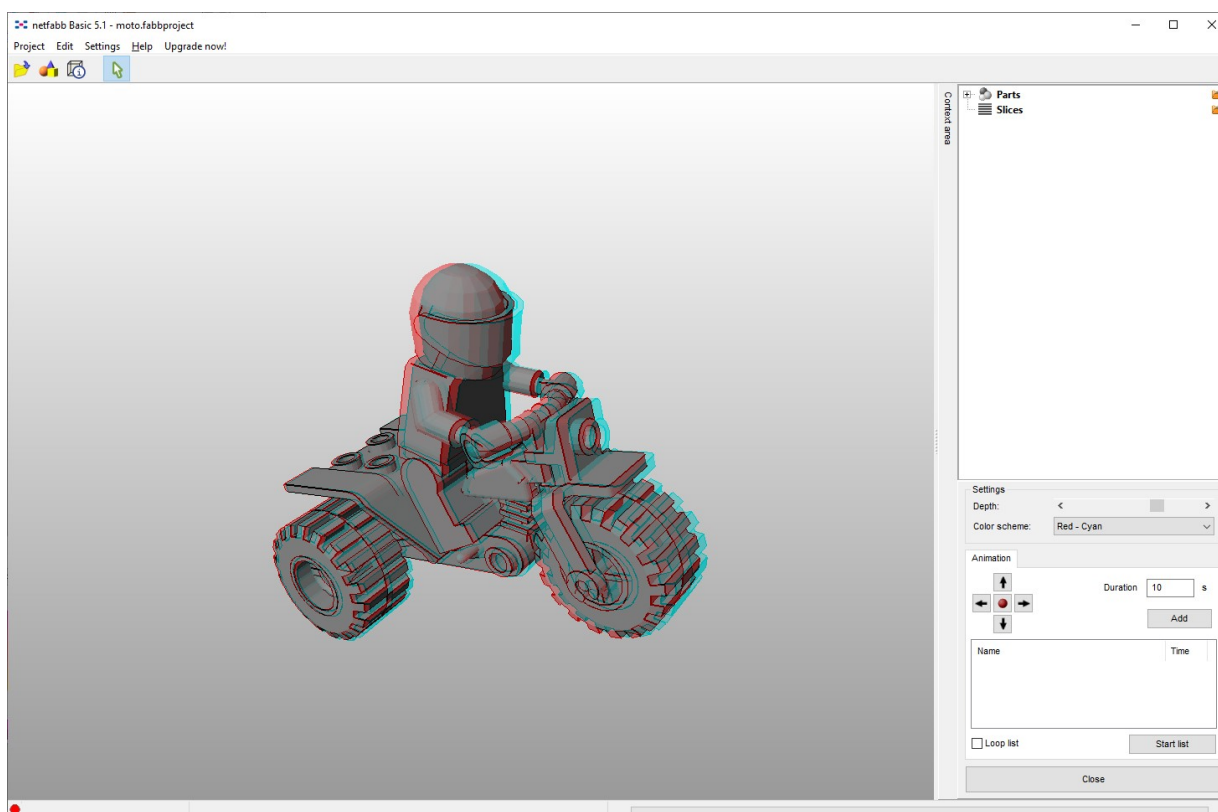 netfabb Basic 5.1 - moto.fabbproject
Project Edit Settings Help Upgrade now!
Context area
Parts
Slices
Settings
Depth:
Color scheme: Red - Cyan
Animation
Duration 10 s
Add
Name Time
Loop list Start list
Close